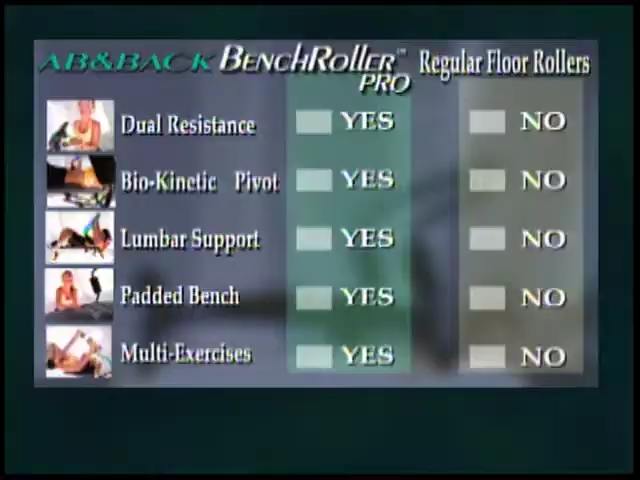 AB&BACK BENCHROLLER™ PRO Regular Floor Rollers
Dual Resistance YES NO
Bio-Kinetic Pivot YES NO
Lumbar Support YES NO
Padded Bench YES NO
Multi-Exercises YES NO